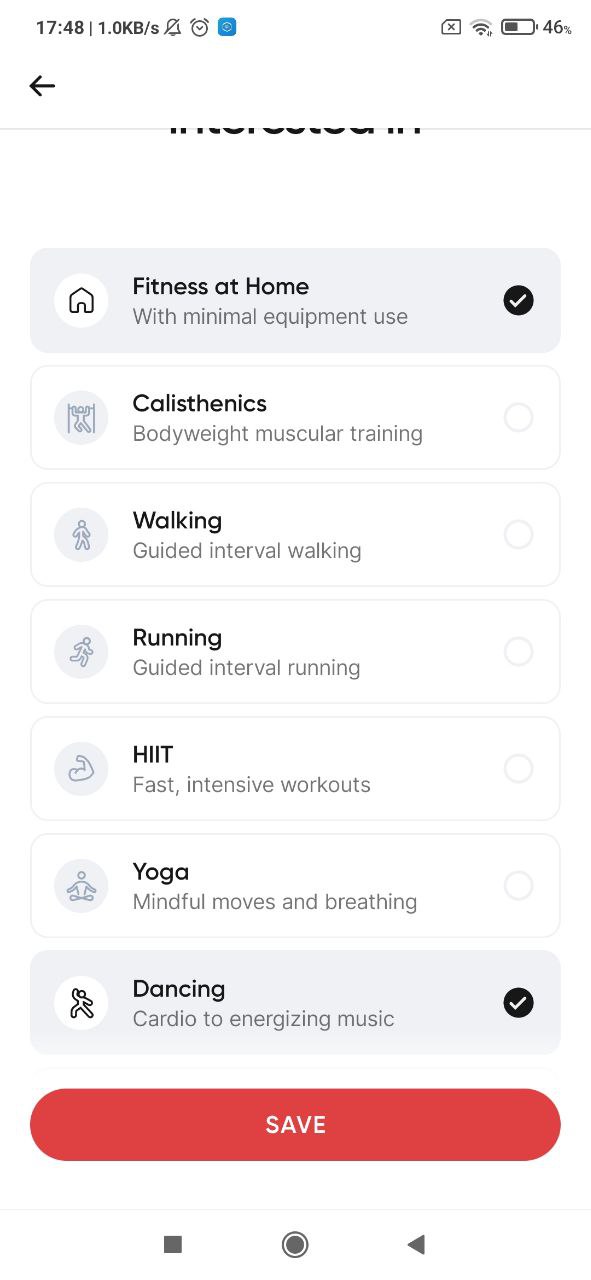 17:48 | 1.0KB/s 46%
interested in
Fitness at Home
With minimal equipment use
Calisthenics
Bodyweight muscular training
Walking
Guided interval walking
Running
Guided interval running
HIIT
Fast, intensive workouts
Yoga
Mindful moves and breathing
Dancing
Cardio to energizing music
SAVE